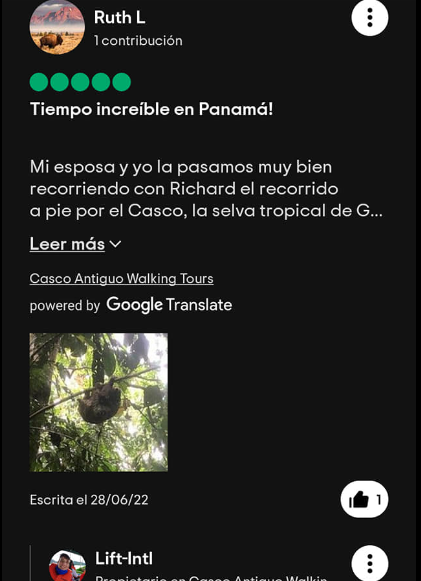 Ruth L
1 contribución
Tiempo increíble en Panamá!
Mi esposa y yo la pasamos muy bien
recorriendo con Richard el recorrido
a pie por el Casco, la selva tropical de G...
Leer más
Casco Antiguo Walking Tours
powered by Google Translate
Escrita el 28/06/22
1
Lift-Intl
Propietario en Casco Antiguo Walkin